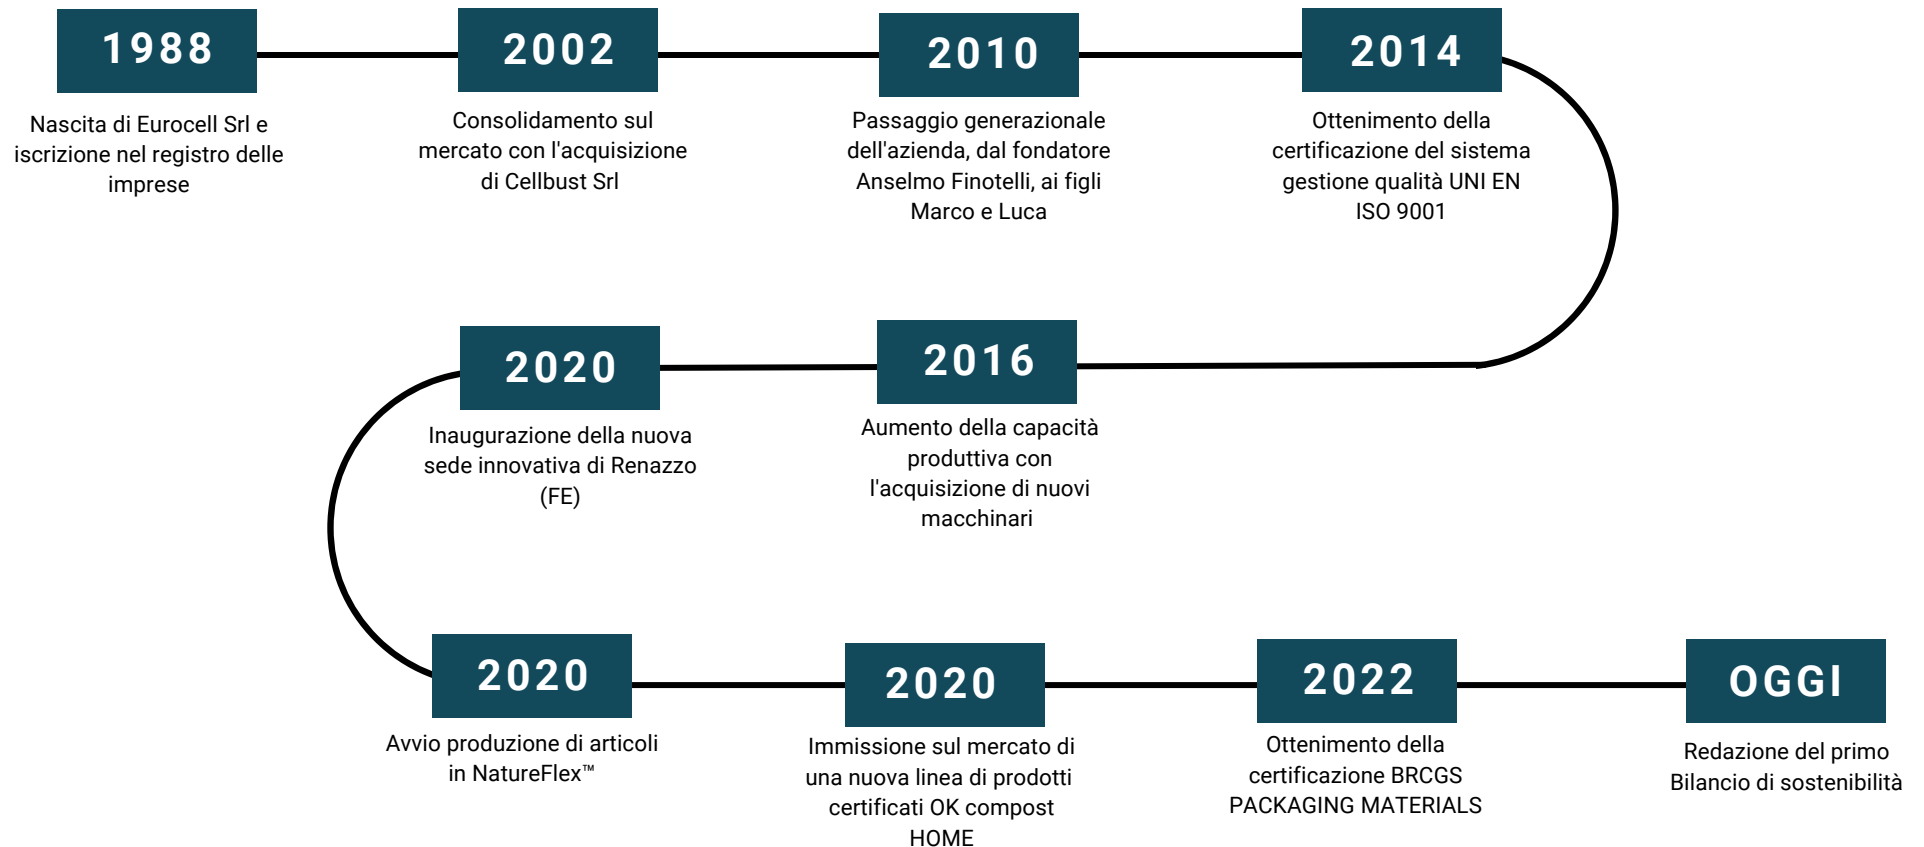 1988
Nascita di Eurocell Srl e
iscrizione nel registro delle
imprese
2002
Consolidamento sul
mercato con l'acquisizione
di Cellbust Srl
2010
Passaggio generazionale
dell'azienda, dal fondatore
Anselmo Finotelli, ai figli
Marco e Luca
2014
Ottenimento della
certificazione del sistema
gestione qualità UNI EN
ISO 9001
2016
Aumento della capacità
produttiva con
l'acquisizione di nuovi
macchinari
2020
Inaugurazione della nuova
sede innovativa di Renazzo
(FE)
2020
Avvio produzione di articoli
in NatureFlex™
2020
Immissione sul mercato di
una nuova linea di prodotti
certificati OK compost
HOME
2022
Ottenimento della
certificazione BRCGS
PACKAGING MATERIALS
OGGI
Redazione del primo
Bilancio di sostenibilità